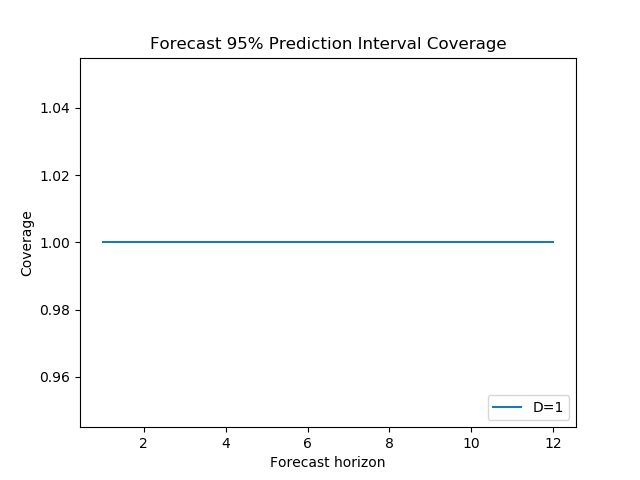 Forecast 95% Prediction Interval Coverage
1.04
1.02
1.00
0.98
0.96
Coverage
D=1
2 4 6 8 10 12
Forecast horizon